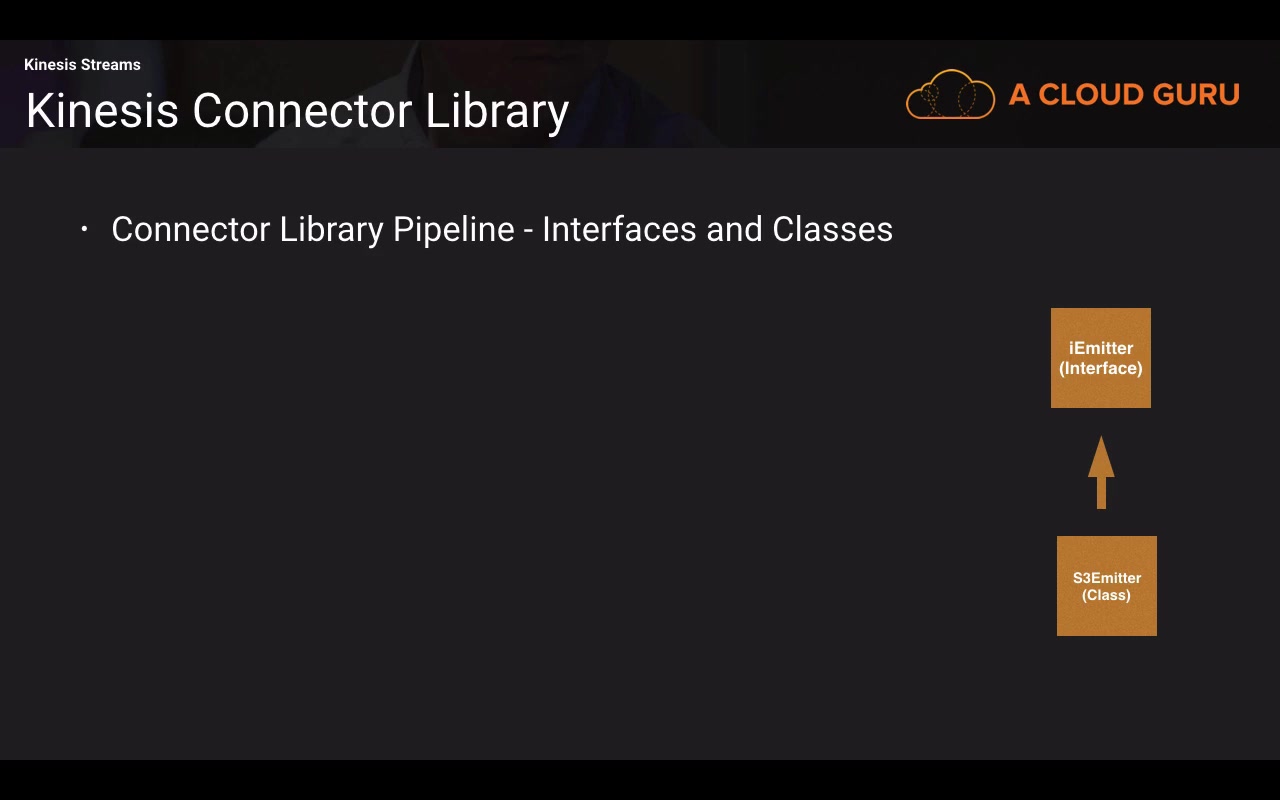 Kinesis Streams
Kinesis Connector Library
A CLOUD GURU
• Connector Library Pipeline - Interfaces and Classes
iEmitter
(Interface)
S3Emitter
(Class)